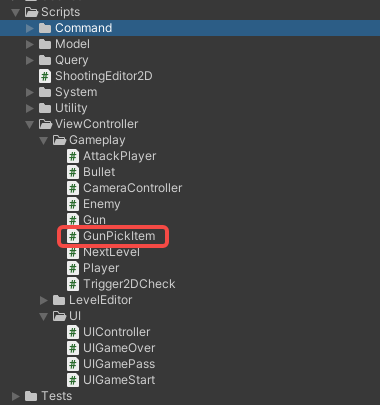 Scripts
Command
Model
Query
ShootingEditor2D
System
Utility
ViewController
Gameplay
AttackPlayer
Bullet
CameraController
Enemy
Gun
GunPickItem
NextLevel
Player
Trigger2DCheck
LevelEditor
UI
UIController
UIGameOver
UIGamePass
UIGameStart
Tests